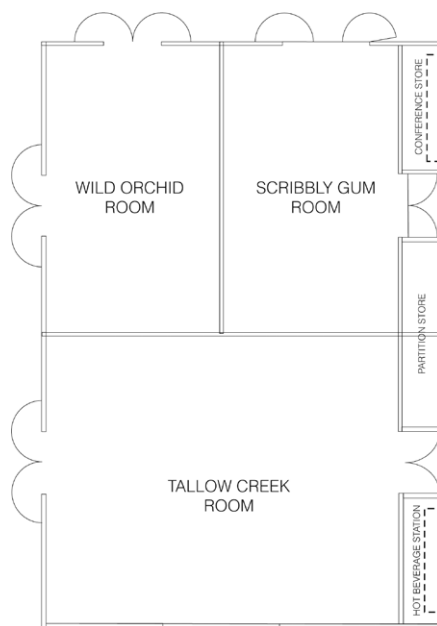 CONFERENCE STORE
WILD ORCHID
ROOM
SCRIBBLY GUM
ROOM
PARTITION STORE
TALLOW CREEK
ROOM
HOT BEVERAGE STATION